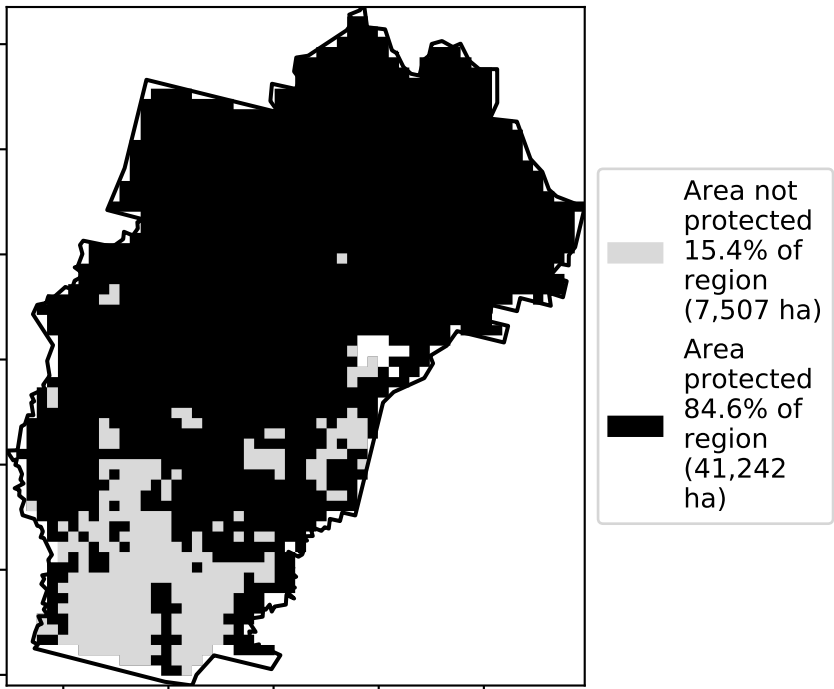 Area not
protected
15.4% of
region
(7,507 ha)
Area
protected
84.6% of
region
(41,242
ha)